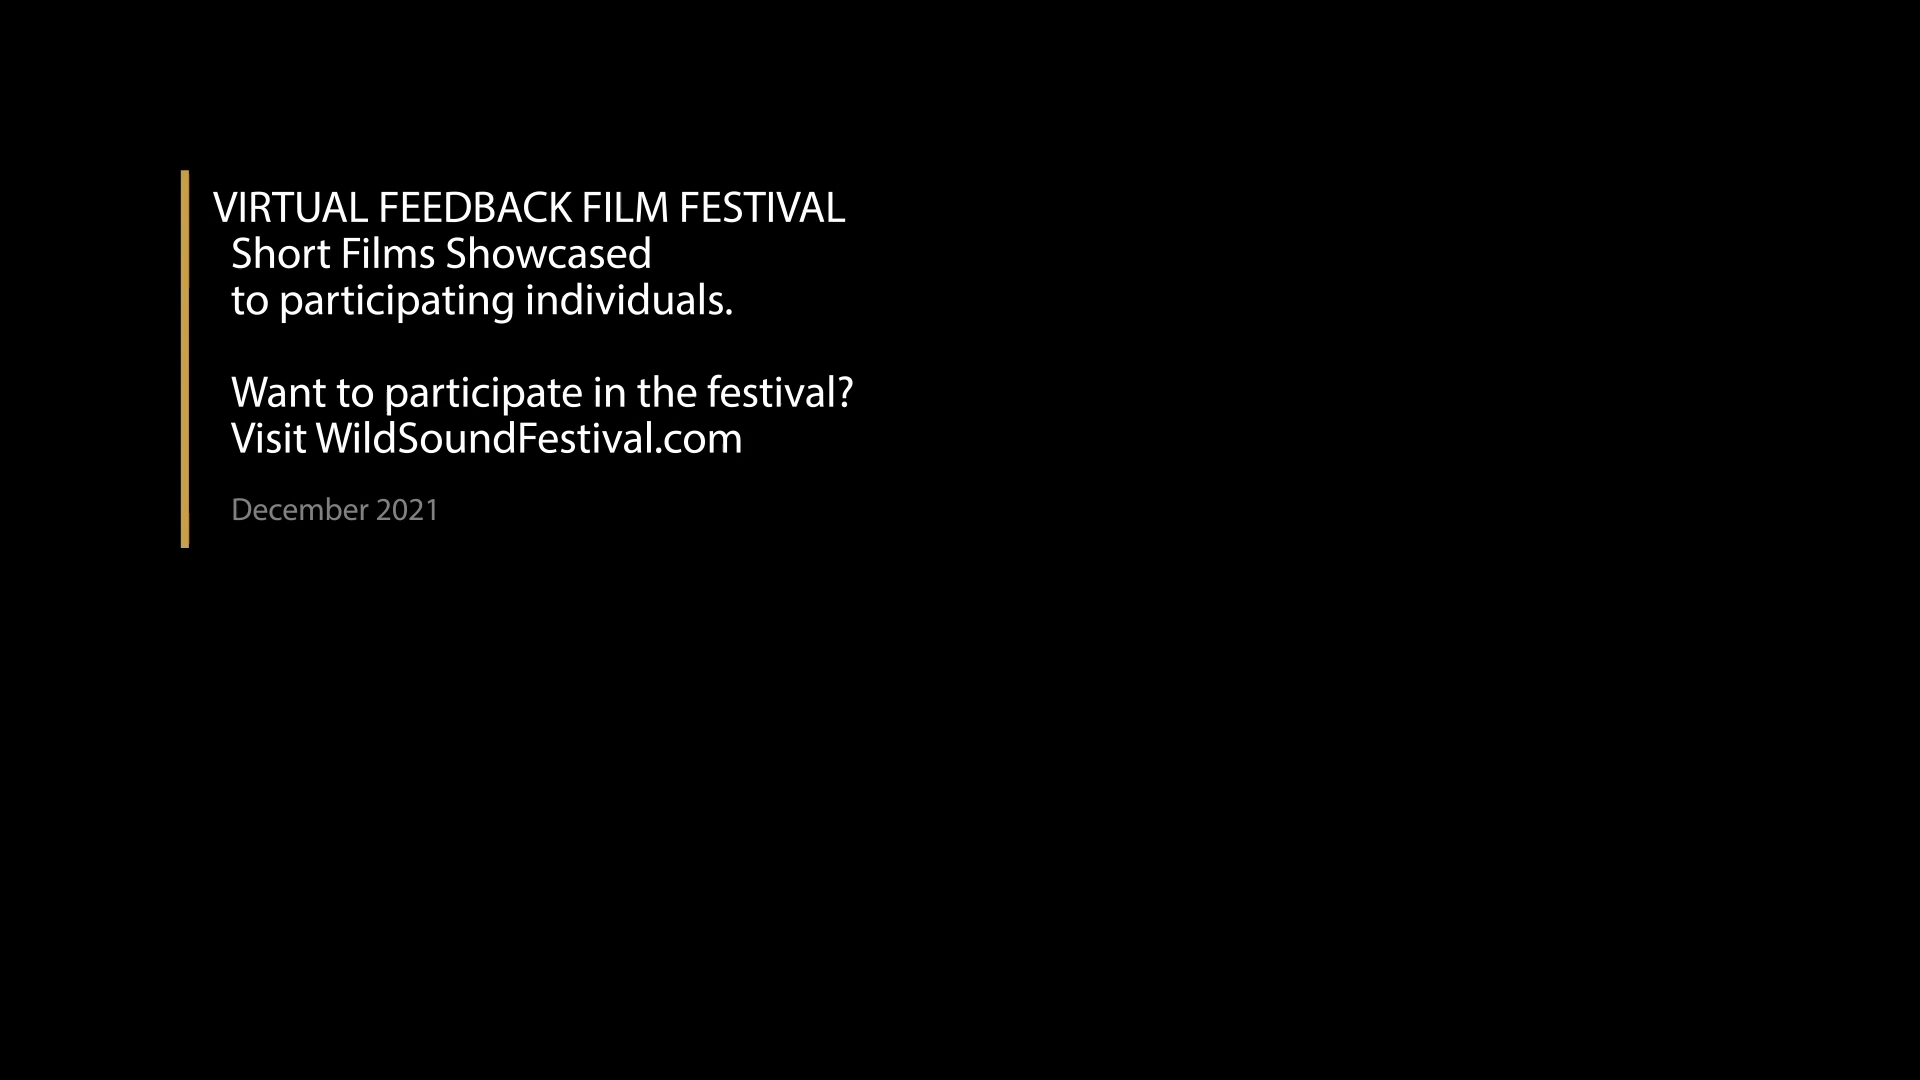 VIRTUAL FEEDBACK FILM FESTIVAL
Short Films Showcased
to participating individuals.
Want to participate in the festival?
Visit WildSoundFestival.com
December 2021